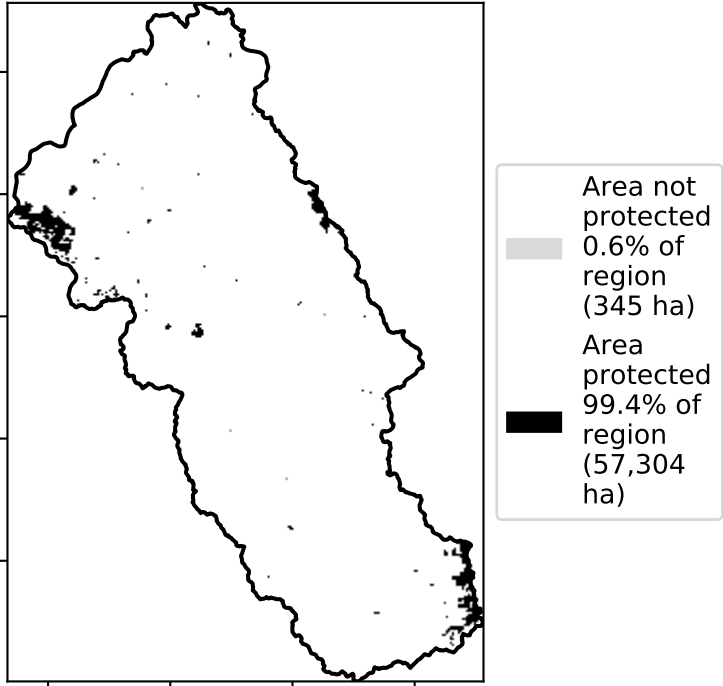 Area not
protected
0.6% of
region
(345 ha)
Area
protected
99.4% of
region
(57,304
ha)